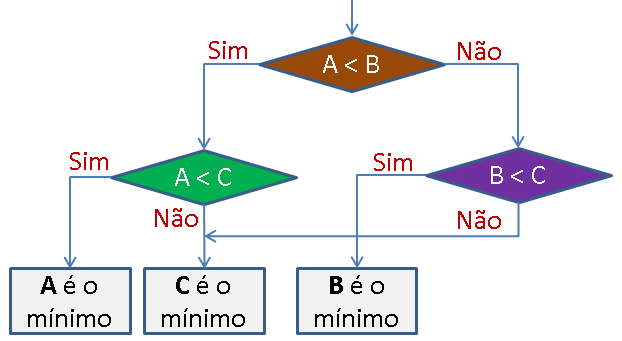 Sim
A < B
Não
Sim
A < C
Não
Sim
B < C
Não
A é o
mínimo
C é o
mínimo
B é o
mínimo